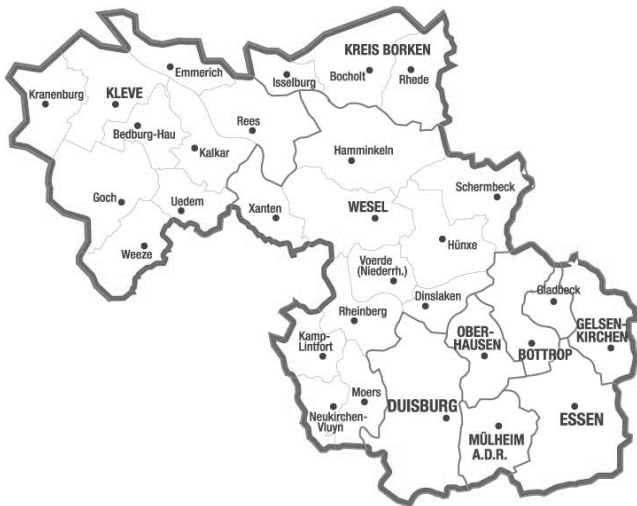 KREIS BORKEN
Emmerich
Isselburg
Bocholt
Rhede
Kranenburg
KLEVE
Bedburg-Hau
Rees
Kalkar
Hamminkeln
Goch
Uedem
Xanten
WESEL
Schermbeck
Weeze
Hünxe
Voerde
(Niederrh.)
Dinslaken
Gladbeck
Rheinberg
Kamp-
Lintfort
OBER-
HAUSEN
BOTTROP
GELSEN-
KIRCHEN
Moers
Neukirchen-
Vluyn
DUISBURG
MÜLHEIM
A.D.R.
ESSEN